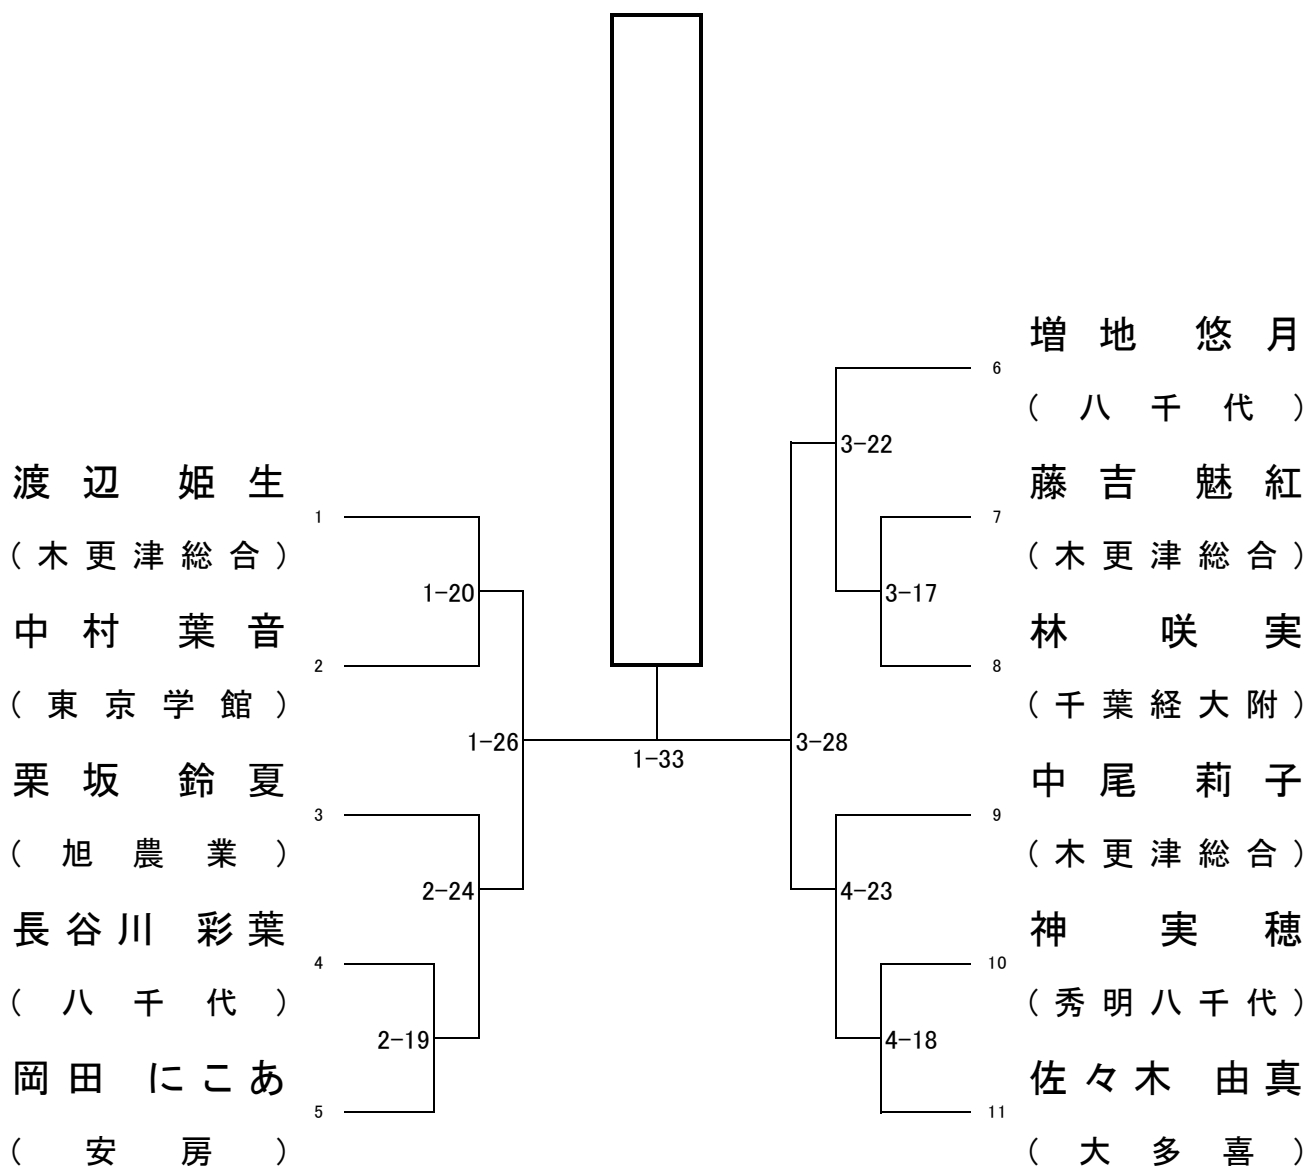 渡辺 姫生
1
(木更津総合)
中村 葉音
2
(東京学館)
栗坂 鈴夏
3
(旭農業)
長谷川 彩葉
4
(八千代)
岡田 にこあ
5
(安房)
1-20
2-19
2-24
1-26
1-33
3-28
3-22
3-17
4-23
4-18
増地 悠月
6
(八千代)
藤吉 魅紅
7
(木更津総合)
林 咲実
8
(千葉経大附)
中尾 莉子
9
(木更津総合)
神 実穂
10
(秀明八千代)
佐々木 由真
11
(大多喜)